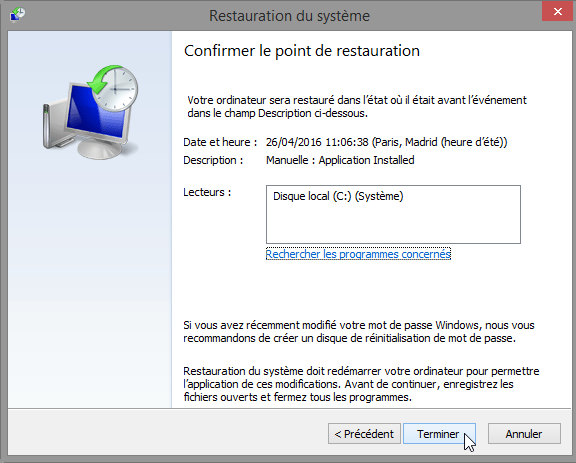 Restauration du système
Confirmer le point de restauration
Votre ordinateur sera restauré dans l'état où il était avant l'événement
dans le champ Description ci-dessous.
Date et heure : 26/04/2016 11:06:38 (Paris, Madrid (heure d'été))
Description : Manuelle : Application Installed
Lecteurs : Disque local (C:) (Système)
Rechercher les programmes concernés
Si vous avez récemment modifié votre mot de passe Windows, nous vous
recommandons de créer un disque de réinitialisation de mot de passe.
Restauration du système doit redémarrer votre ordinateur pour permettre
l'application de ces modifications. Avant de continuer, enregistrez les
fichiers ouverts et fermez tous les programmes.
< Précédent Terminer Annuler